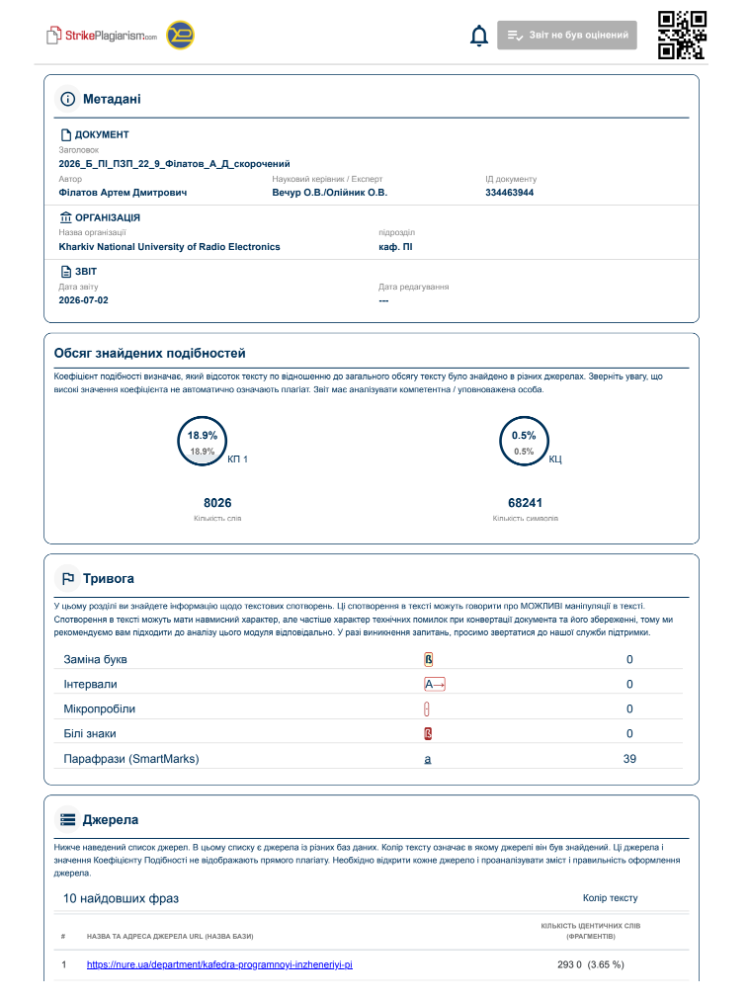 StrikePlagiarism.com
Звіт не був оцінений
Метадані
ДОКУМЕНТ
Заголовок
2026_Б_ПІ_ПЗП_22_9_Філатов_А_Д_скорочений
Автор
Науковий керівник / Експерт
ІД документу
Філатов Артем Дмитрович
Вечур О.В./Олійник О.В.
334463944
ОРГАНІЗАЦІЯ
Назва організації
підрозділ
Kharkiv National University of Radio Electronics
каф. ПІ
ЗВІТ
Дата звіту
Дата редагування
2026-07-02
---
Обсяг знайдених подібностей
Коефіцієнт подібності визначає, який відсоток тексту по відношенню до загального обсягу тексту було знайдено в різних джерелах. Зверніть увагу, що
високі значення коефіцієнта не автоматично означають плагіат. Звіт має аналізувати компетентна / уповноважена особа.
18.9%
18.9%
КП 1
0.5%
0.5%
КЦ
8026
Кількість слів
68241
Кількість символів
Тривога
У цьому розділі ви знайдете інформацію щодо текстових спотворень. Ці спотворення в тексті можуть говорити про МОЖЛИВІ маніпуляції в тексті.
Спотворення в тексті можуть мати навмисний характер, але частіше характер технічних помилок при конвертації документа та його збереженні, тому ми
рекомендуємо вам підходити до аналізу цього модуля відповідально. У разі виникнення запитань, просимо звертатися до нашої служби підтримки.
Заміна букв ß 0
Інтервали A→ 0
Мікропробіли 0
Білі знаки ß 0
Парафрази (SmartMarks) a 39
Джерела
Нижче наведений список джерел. В цьому списку є джерела із різних баз даних. Колір тексту означає в якому джерелі він був знайдений. Ці джерела і
значення Коефіцієнту Подібності не відображають прямого плагіату. Необхідно відкрити кожне джерело і проаналізувати зміст і правильність оформлення
джерела.
10 найдовших фраз
Колір тексту
# НАЗВА ТА АДРЕСА ДЖЕРЕЛА URL (НАЗВА БАЗИ)
КІЛЬКІСТЬ ІДЕНТИЧНИХ СЛІВ
(ФРАГМЕНТІВ)
1 https://nure.ua/department/kafedra-programnoyi-inzheneriyi-pi 293 0 (3.65 %)